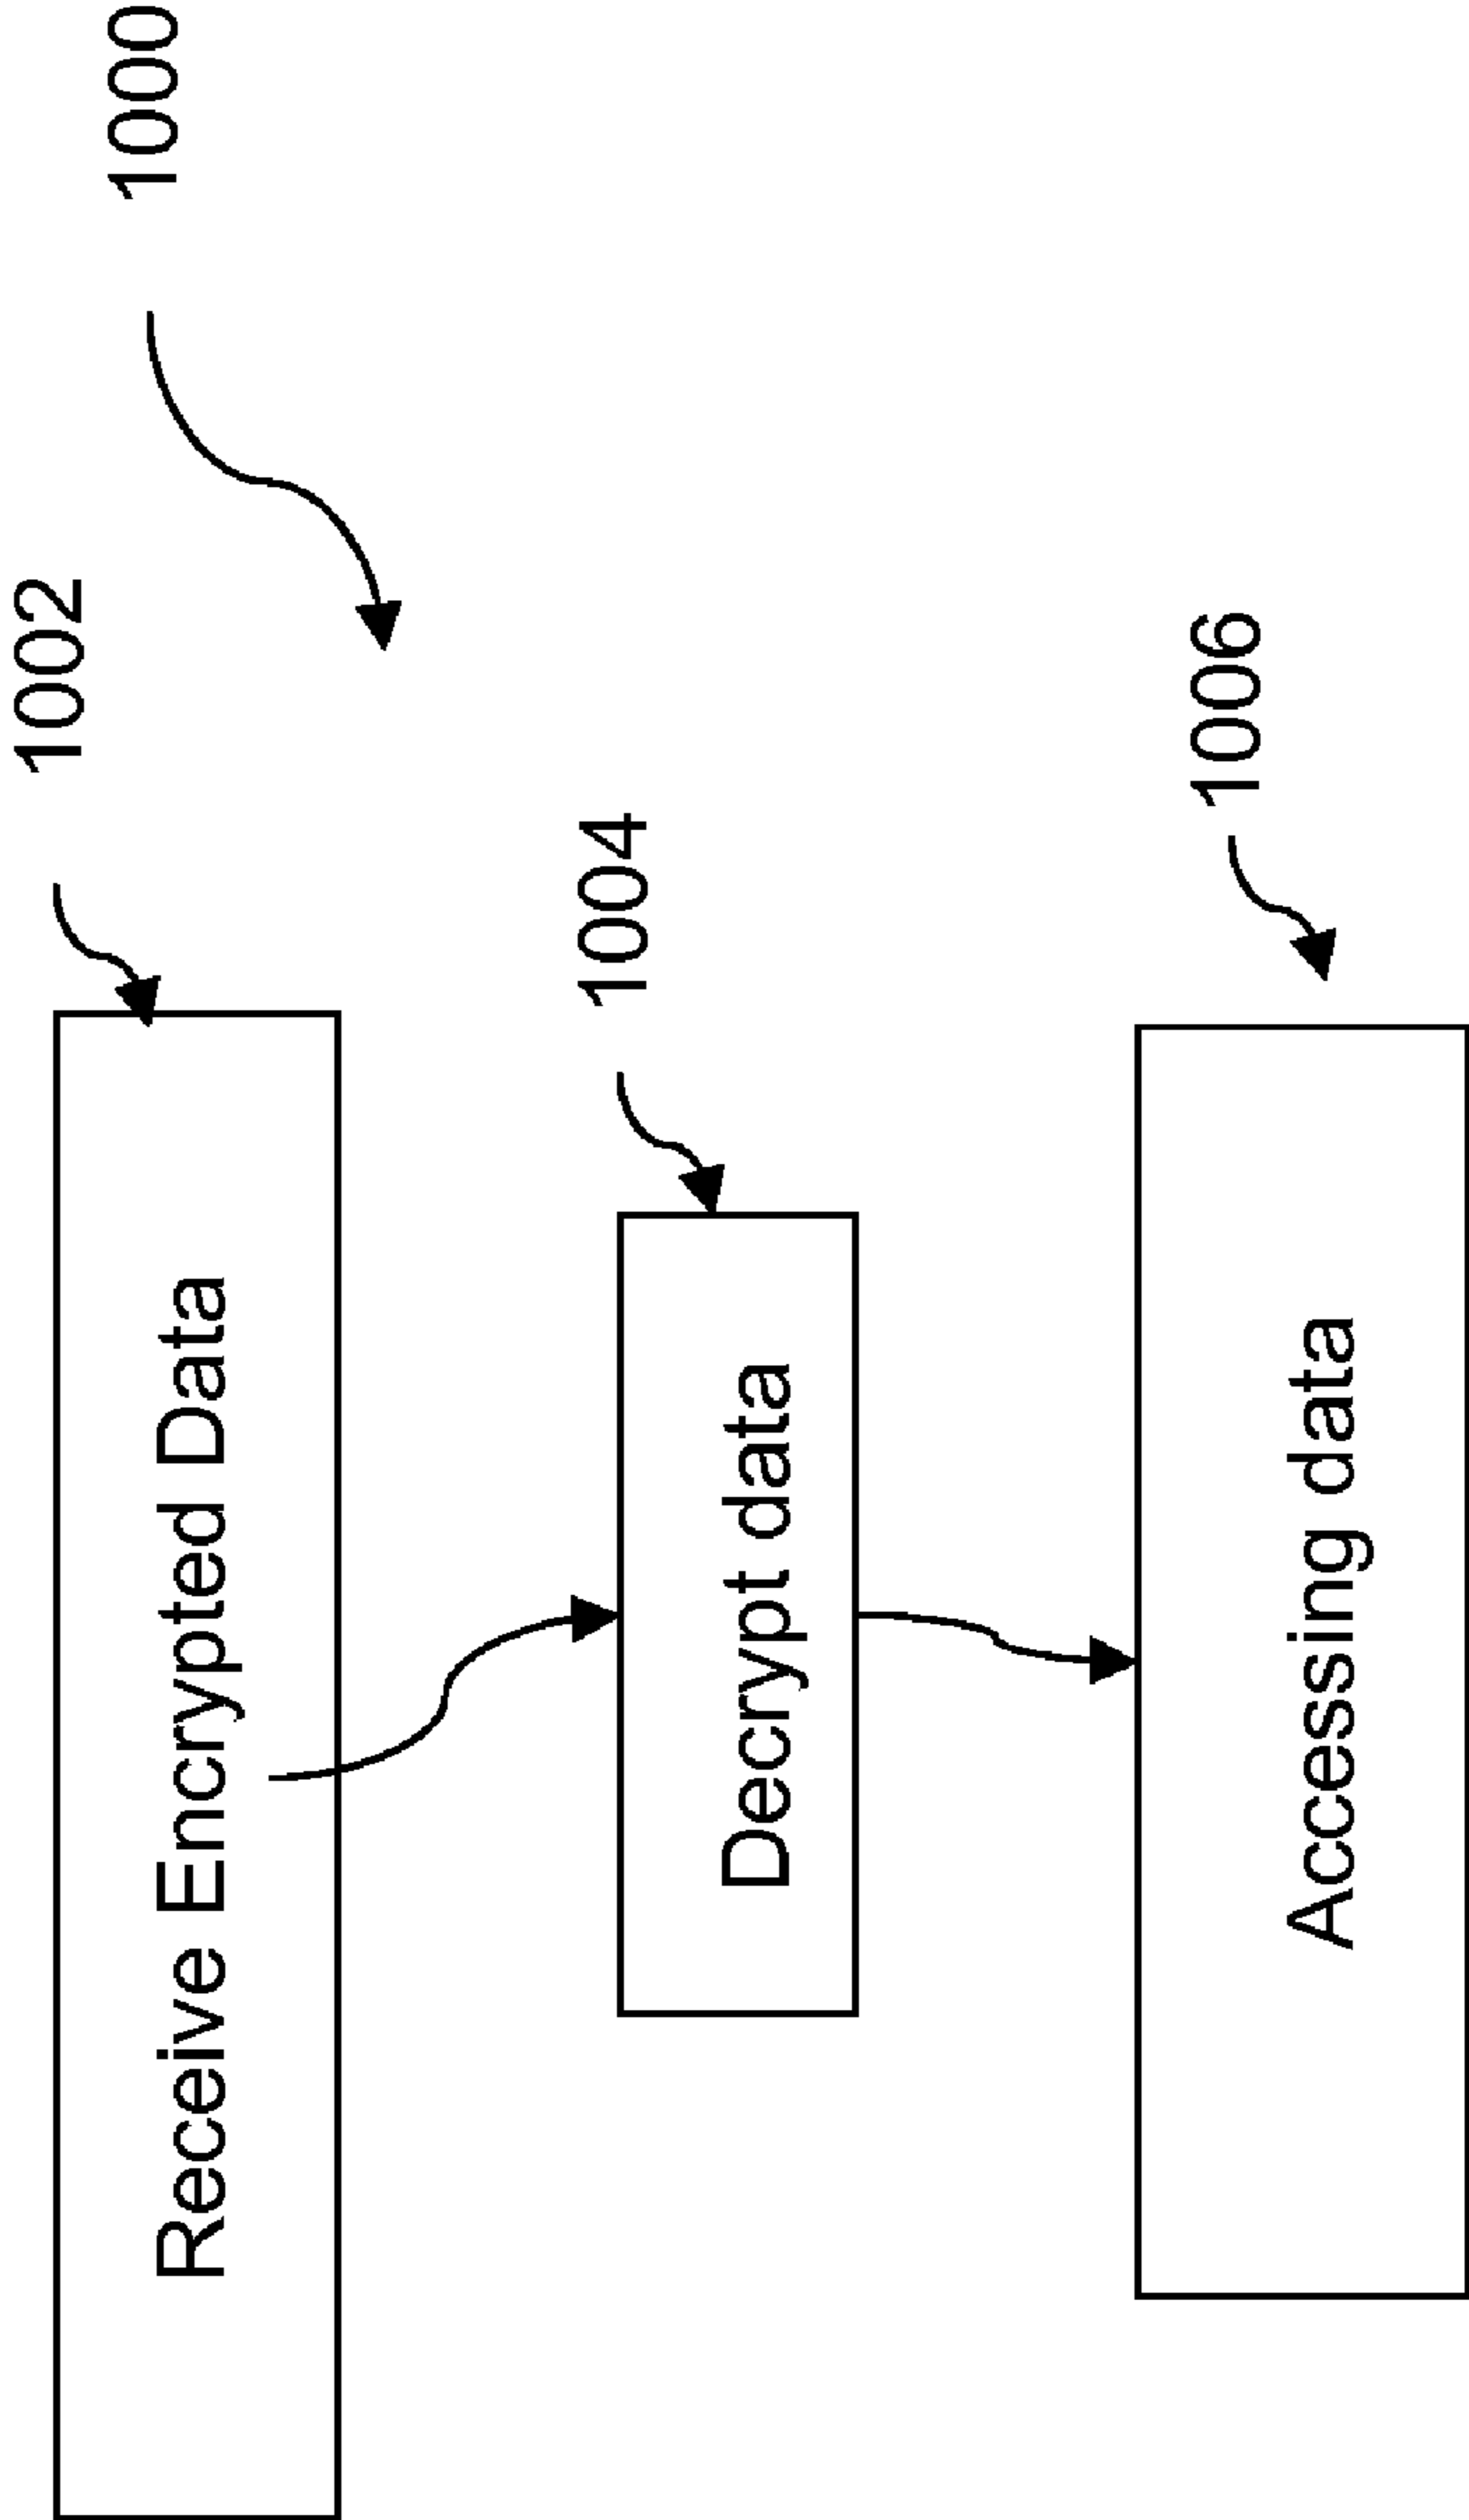 1000
1002
Receive Encrypted Data
1004
Decrypt data
1006
Accessing data